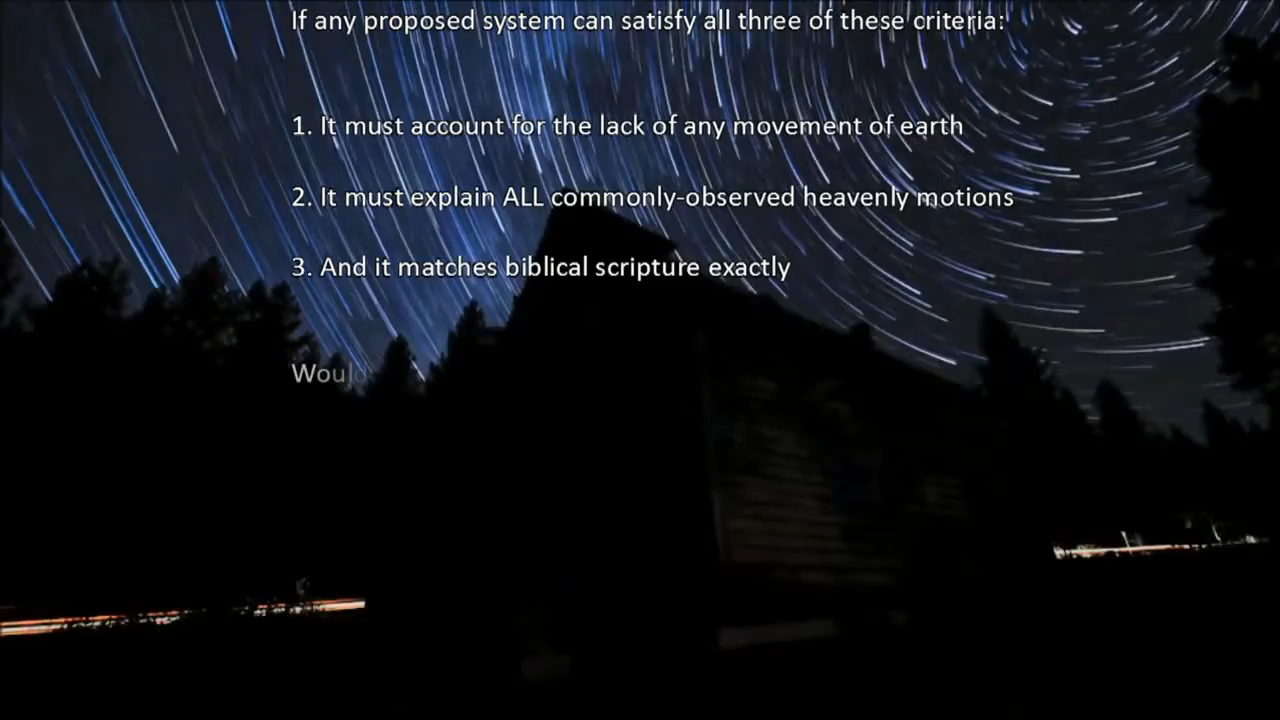 If any proposed system can satisfy all three of these criteria:
1. It must account for the lack of any movement of earth
2. It must explain ALL commonly-observed heavenly motions
3. And it matches biblical scripture exactly
Would